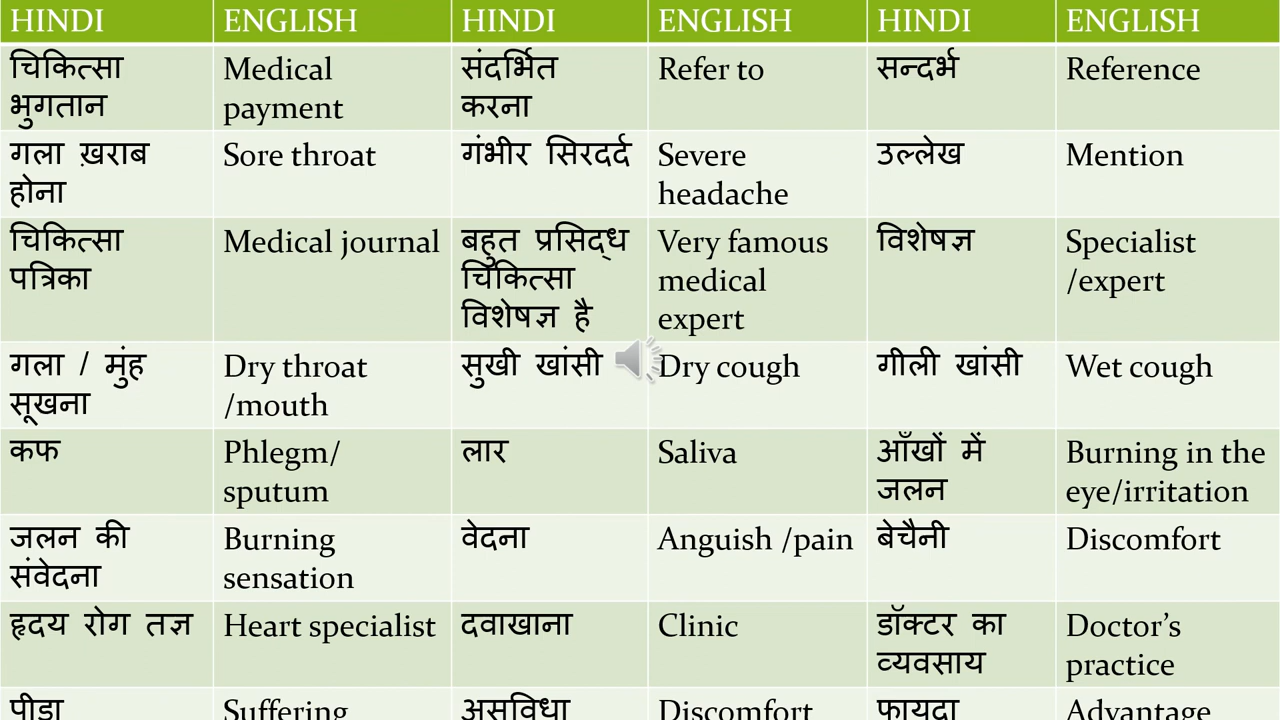 HINDI ENGLISH HINDI ENGLISH HINDI ENGLISH
चिकित्सा भुगतान Medical payment संदर्भित करना Refer to सन्दर्भ Reference
गला ख़राब होना Sore throat गंभीर सिरदर्द Severe headache उल्लेख Mention
चिकित्सा पत्रिका Medical journal बहुत प्रसिद्ध चिकित्सा विशेषज्ञ है Very famous medical expert विशेषज्ञ Specialist /expert
गला / मुंह सूखना Dry throat /mouth सुखी खांसी Dry cough गीली खांसी Wet cough
कफ Phlegm/ sputum लार Saliva आँखों में जलन Burning in the eye/irritation
जलन की संवेदना Burning sensation वेदना Anguish /pain बेचैनी Discomfort
हृदय रोग तज्ञ Heart specialist दवाखाना Clinic डॉक्टर का व्यवसाय Doctor’s practice
पीड़ा Suffering असुविधा Discomfort फायदा Advantage